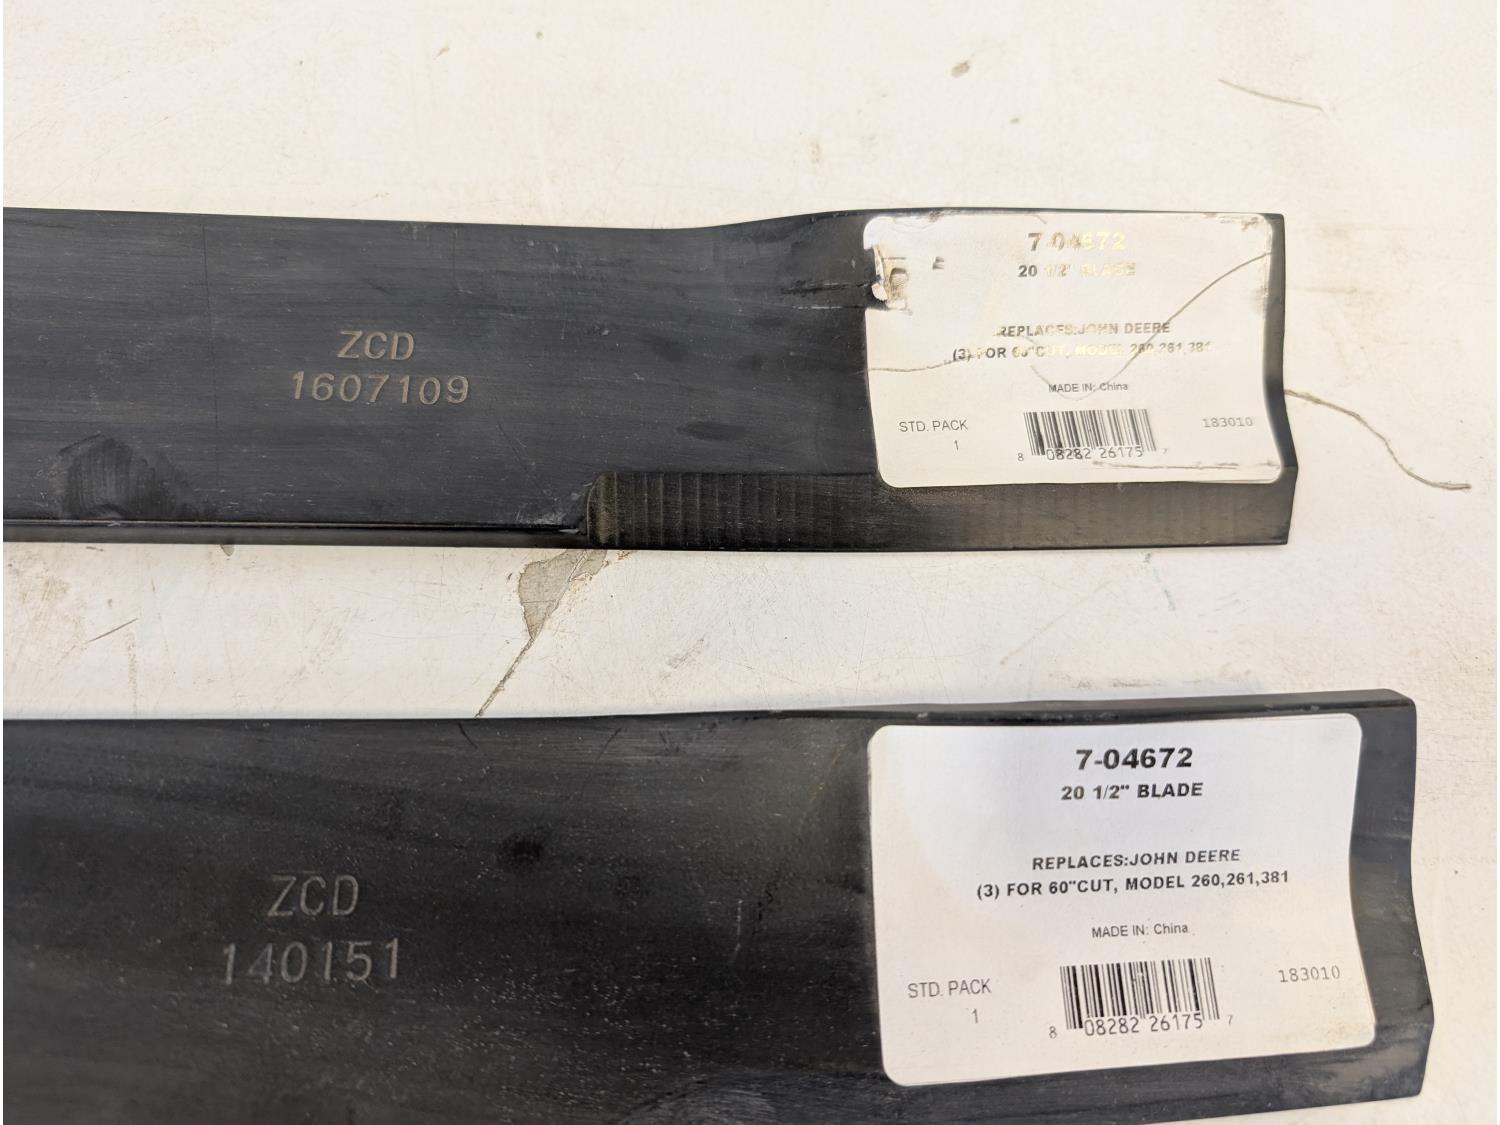 ZCD
1607109
7-04672
20 1/2" BLADE
REPLACES:JOHN DEERE
(3) FOR 60"CUT, MODEL 260,261,381
MADE IN: China
STD. PACK
1
183010
8 08282 26175 7
ZCD
140151
7-04672
20 1/2" BLADE
REPLACES:JOHN DEERE
(3) FOR 60"CUT, MODEL 260,261,381
MADE IN: China
STD. PACK
1
183010
8 08282 26175 7